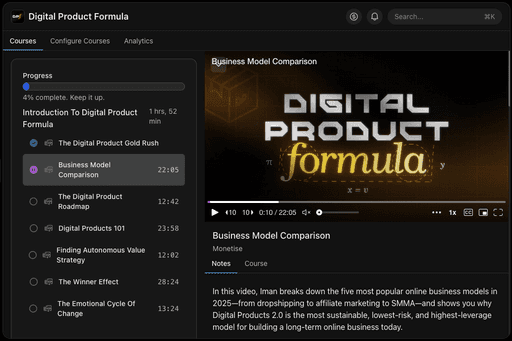 Digital Product Formula
Search...
⌘K
Courses
Configure Courses
Analytics
Progress
4% complete. Keep it up.
Introduction To Digital Product
Formula
1 hrs, 52
min
The Digital Product Gold Rush
Business Model
Comparison
22:05
The Digital Product
Roadmap
12:42
Digital Products 101
23:58
Finding Autonomous Value
Strategy
12:02
The Winner Effect
28:24
The Emotional Cycle Of
Change
13:24
Business Model Comparison
DIGITAL
PRODUCT
formula
π
y
x = υ
10
10
0:10 / 22:05
1x
CC
Business Model Comparison
Monetise
Notes
Course
In this video, Iman breaks down the five most popular online business models in
2025—from dropshipping to affiliate marketing to SMMA—and shows you why
Digital Products 2.0 is the most sustainable, lowest-risk, and highest-leverage
model for building a long-term online business today.